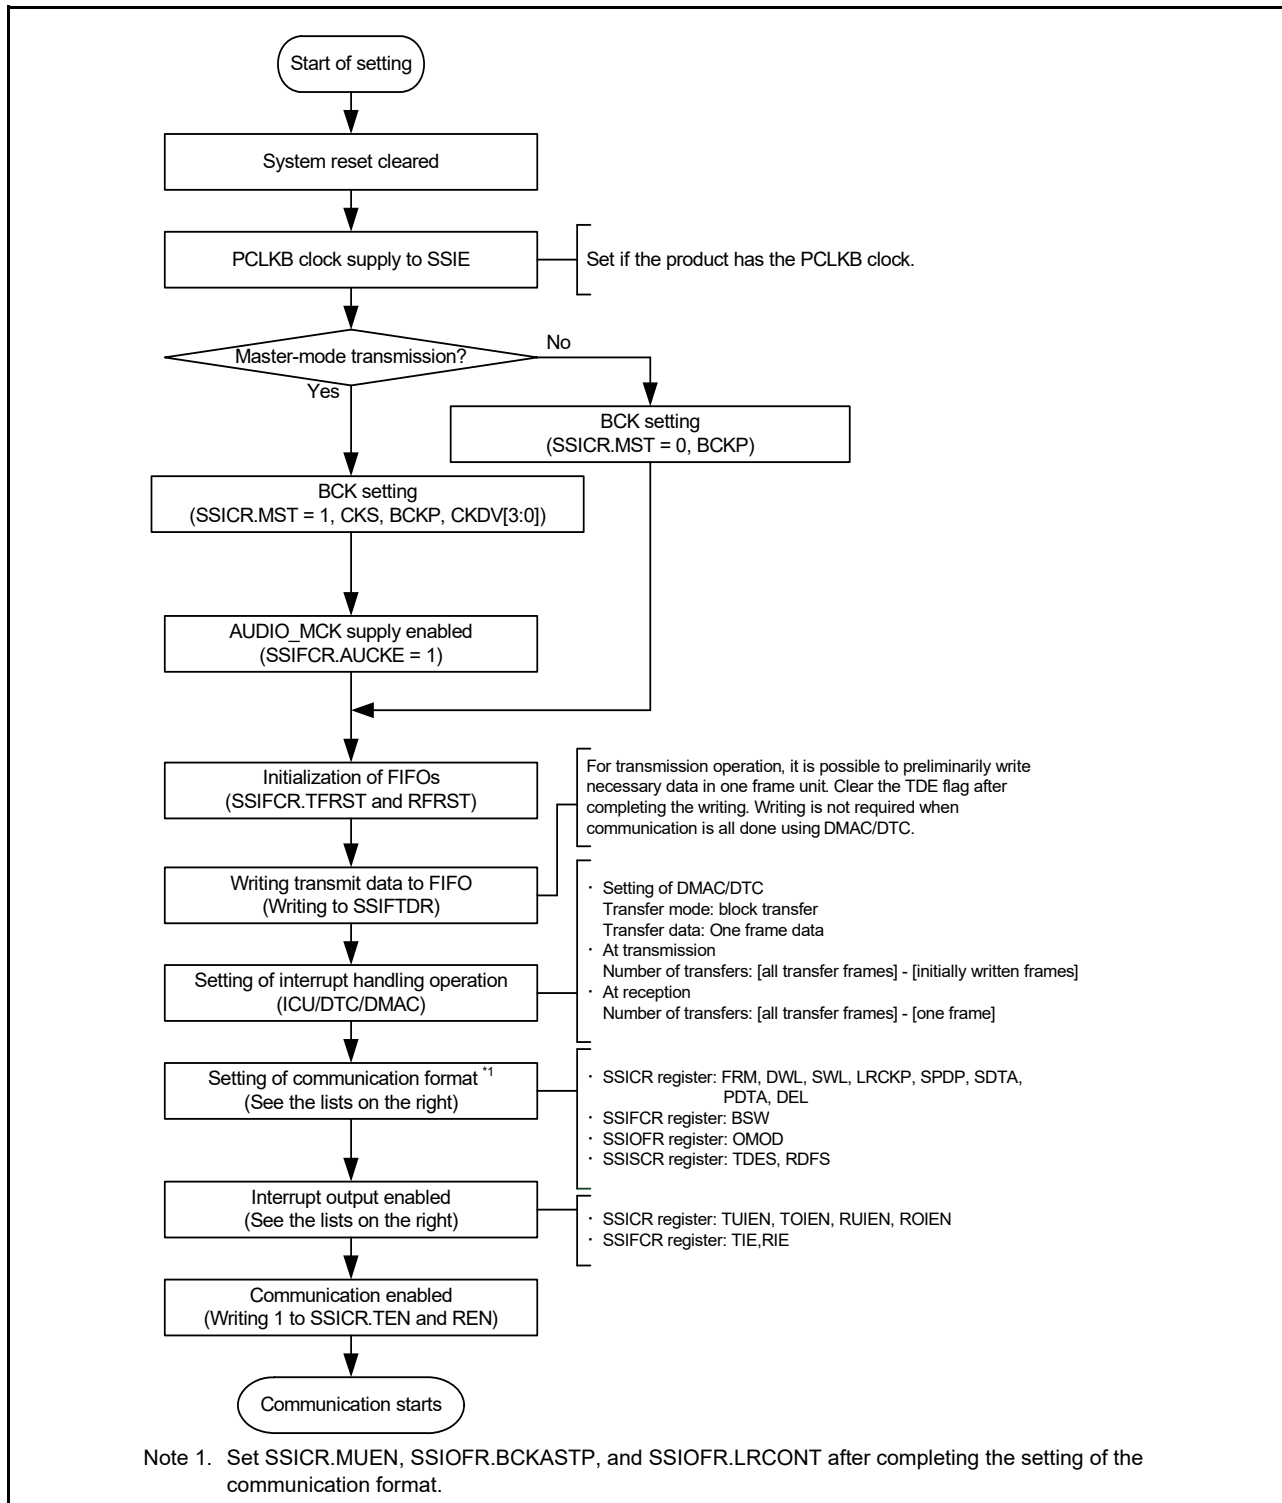 Start of setting
System reset cleared
PCLKB clock supply to SSIE
Set if the product has the PCLKB clock.
Master-mode transmission?
No
Yes
BCK setting
(SSICR.MST = 0, BCKP)
BCK setting
(SSICR.MST = 1, CKS, BCKP, CKDV[3:0])
AUDIO_MCK supply enabled
(SSIFCR.AUCKE = 1)
Initialization of FIFOs
(SSIFCR.TFRST and RFRST)
For transmission operation, it is possible to preliminarily write
necessary data in one frame unit. Clear the TDE flag after
completing the writing. Writing is not required when
communication is all done using DMAC/DTC.
Writing transmit data to FIFO
(Writing to SSIFTDR)
· Setting of DMAC/DTC
Transfer mode: block transfer
Transfer data: One frame data
· At transmission
Number of transfers: [all transfer frames] - [initially written frames]
· At reception
Number of transfers: [all transfer frames] - [one frame]
Setting of interrupt handling operation
(ICU/DTC/DMAC)
Setting of communication format *1
(See the lists on the right)
· SSICR register: FRM, DWL, SWL, LRCKP, SPDP, SDTA,
PDTA, DEL
· SSIFCR register: BSW
· SSIOFR register: OMOD
· SSISCR register: TDES, RDFS
Interrupt output enabled
(See the lists on the right)
· SSICR register: TUIEN, TOIEN, RUIEN, ROIEN
· SSIFCR register: TIE,RIE
Communication enabled
(Writing 1 to SSICR.TEN and REN)
Communication starts
Note 1. Set SSICR.MUEN, SSIOFR.BCKASTP, and SSIOFR.LRCONT after completing the setting of the
communication format.